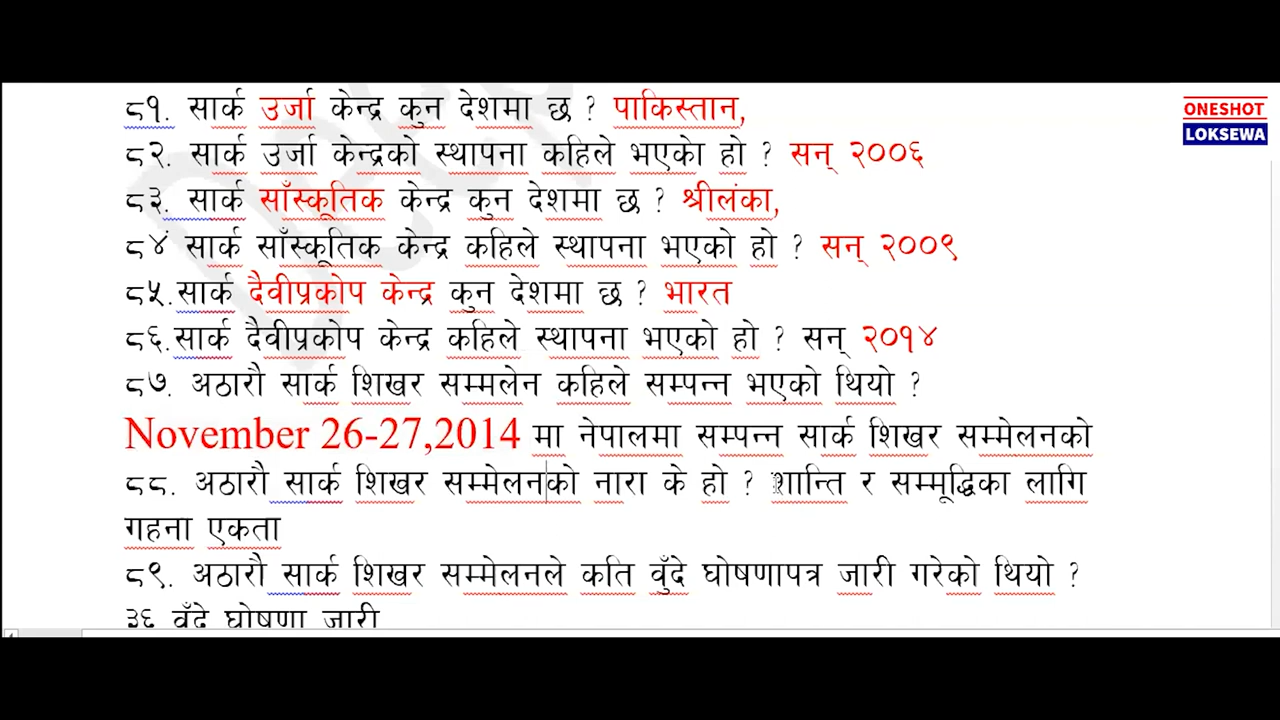 ८१. सार्क उर्जा केन्द्र कुन देशमा छ ? पाकिस्तान,
ONESHOT
LOKSEWA
८२. सार्क उर्जा केन्द्रको स्थापना कहिले भएको हो ? सन् २००६
८३. सार्क साँस्कृतिक केन्द्र कुन देशमा छ ? श्रीलंका,
८४ं सार्क साँस्कृतिक केन्द्र कहिले स्थापना भएको हो ? सन् २००९
८५.सार्क दैवीप्रकोप केन्द्र कुन देशमा छ ? भारत
८६.सार्क दैवीप्रकोप केन्द्र कहिले स्थापना भएको हो ? सन् २०१४
८७. अठारौ सार्क शिखर सम्मलेन कहिले सम्पन्न भएको थियो ?
November 26-27,2014 मा नेपालमा सम्पन्न सार्क शिखर सम्मेलनको
८८. अठारौ सार्क शिखर सम्मेलनको नारा के हो ? शान्ति र सम्मृद्धिका लागि
गहना एकता
८९. अठारौ सार्क शिखर सम्मेलनले कति वुँदे घोषणापत्र जारी गरेको थियो ?
३६ वुँदे घोषणा जारी